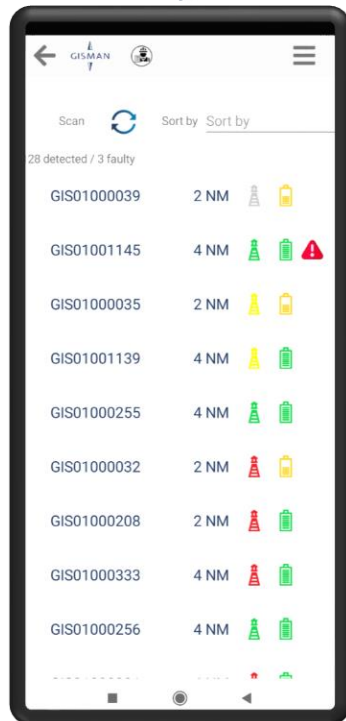 GISMAN
Scan Sort by Sort by
28 detected / 3 faulty
GIS01000039 2 NM
GIS01001145 4 NM
GIS01000035 2 NM
GIS01001139 4 NM
GIS01000255 4 NM
GIS01000032 2 NM
GIS01000208 2 NM
GIS01000333 4 NM
GIS01000256 4 NM